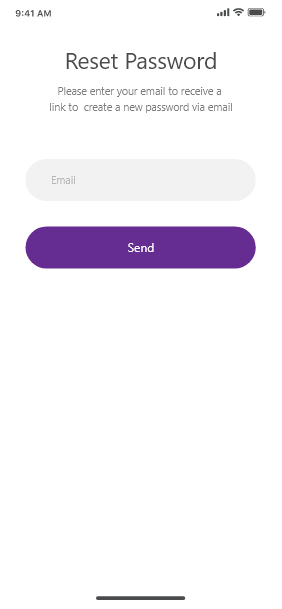 9:41 AM
Reset Password
Please enter your email to receive a
link to  create a new password via email
Email
Send